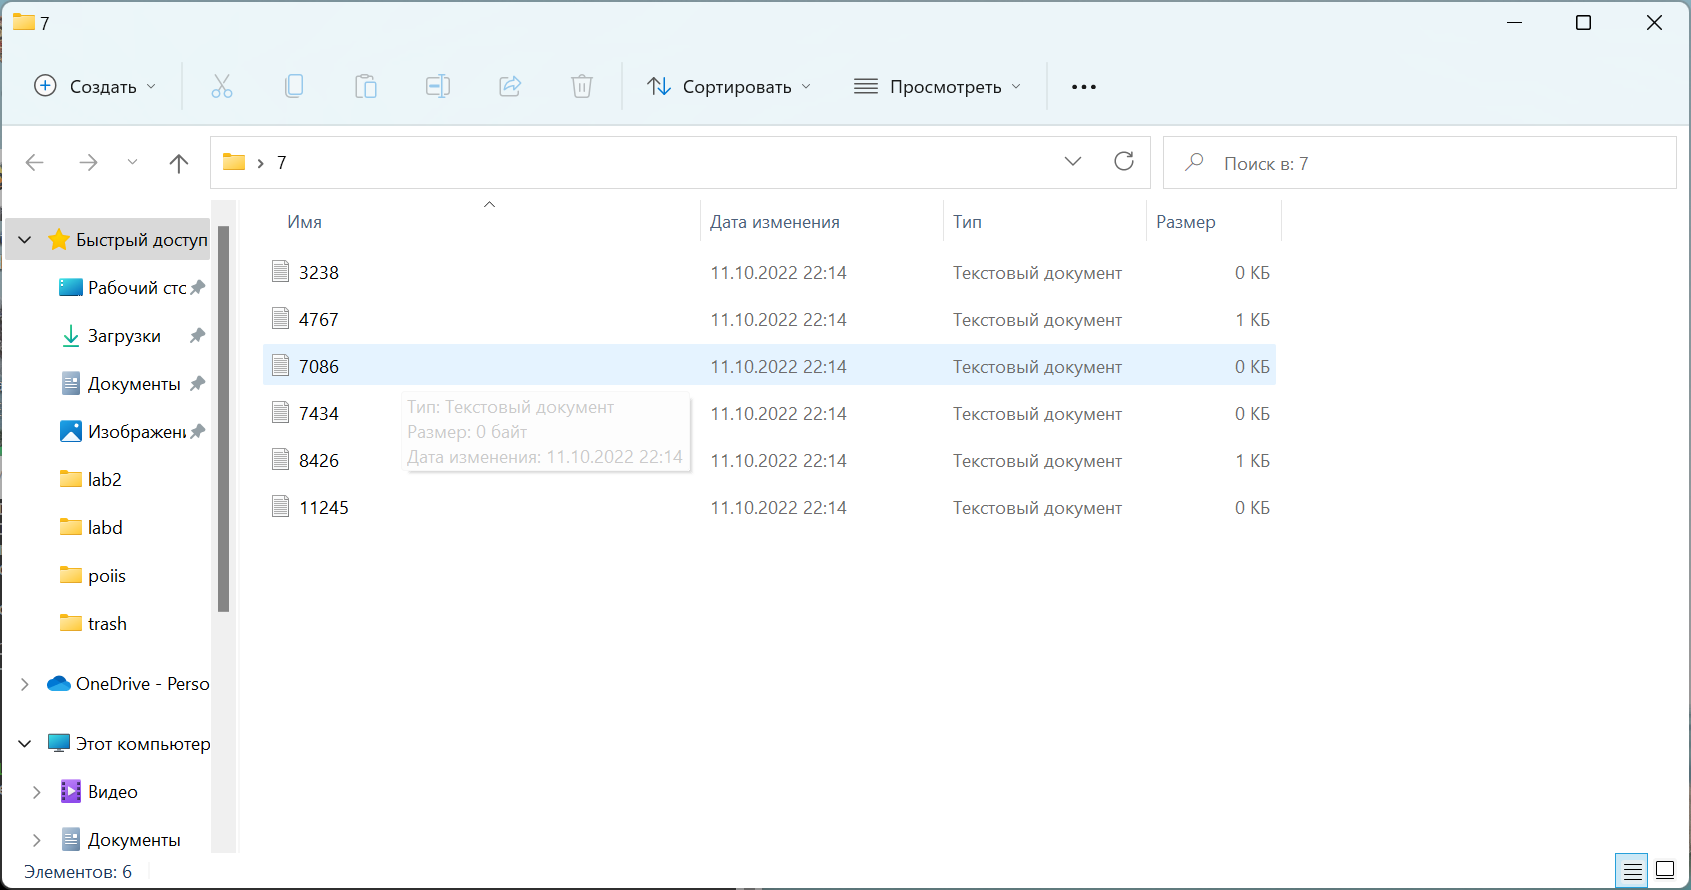 7
Создать
Сортировать
Просмотреть
7
Поиск в: 7
Имя
Дата изменения
Тип
Размер
3238 11.10.2022 22:14 Текстовый документ 0 КБ
4767 11.10.2022 22:14 Текстовый документ 1 КБ
7086 11.10.2022 22:14 Текстовый документ 0 КБ
7434 11.10.2022 22:14 Текстовый документ 0 КБ
8426 11.10.2022 22:14 Текстовый документ 1 КБ
11245 11.10.2022 22:14 Текстовый документ 0 КБ
Тип: Текстовый документ
Размер: 0 байт
Дата изменения: 11.10.2022 22:14
Быстрый доступ
Рабочий стс
Загрузки
Документы
Изображени
lab2
labd
poiis
trash
OneDrive - Perso
Этот компьютер
Видео
Документы
Элементов: 6